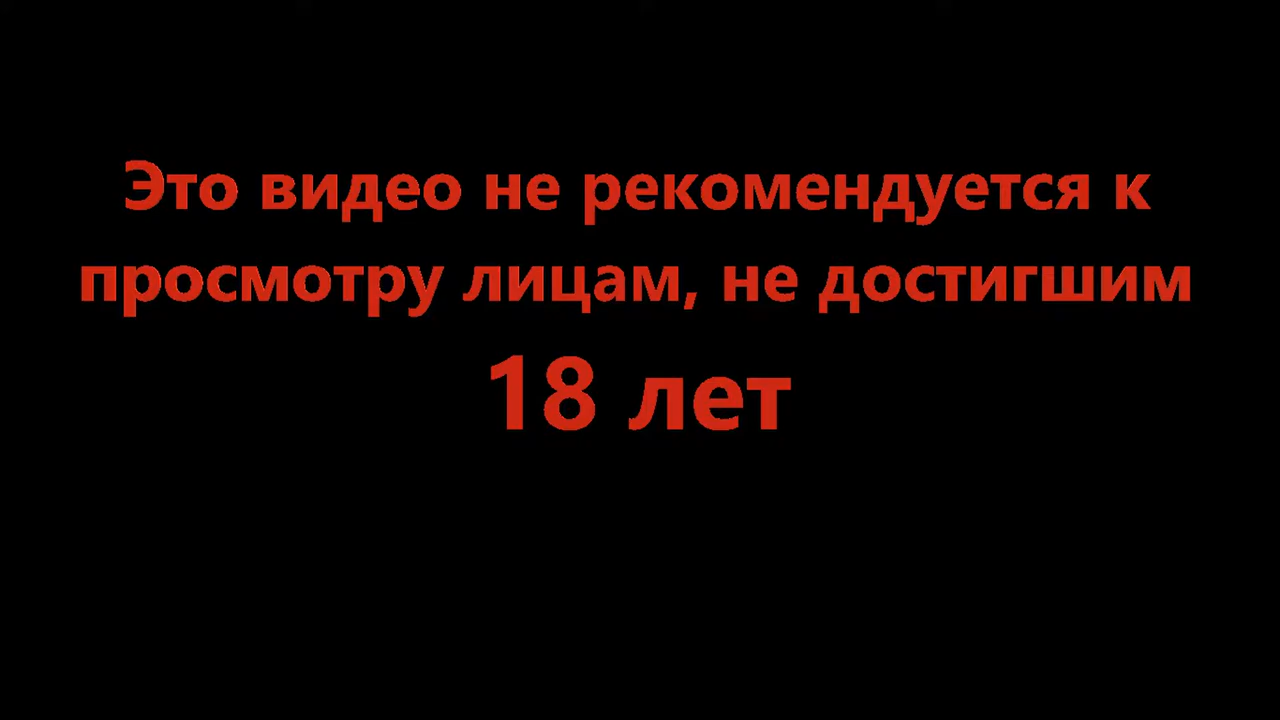 Это видео не рекомендуется к
просмотру лицам, не достигшим
18 лет